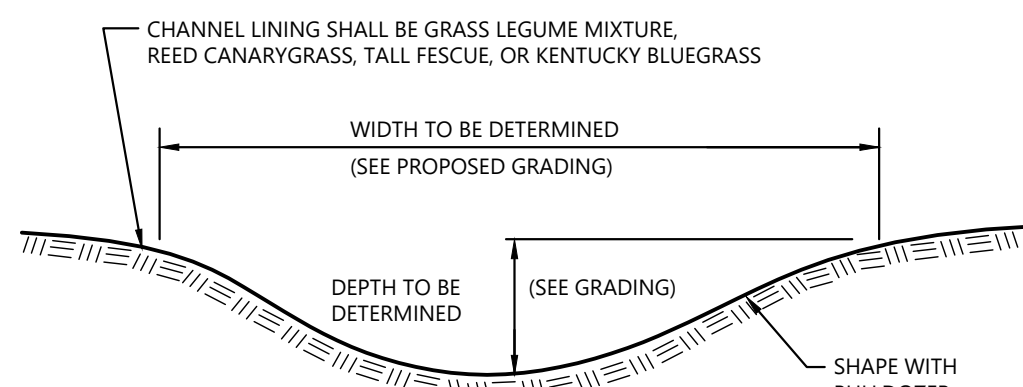 CHANNEL LINING SHALL BE GRASS LEGUME MIXTURE,
REED CANARYGRASS, TALL FESCUE, OR KENTUCKY BLUEGRASS
WIDTH TO BE DETERMINED
(SEE PROPOSED GRADING)
DEPTH TO BE
DETERMINED
(SEE GRADING)
SHAPE WITH